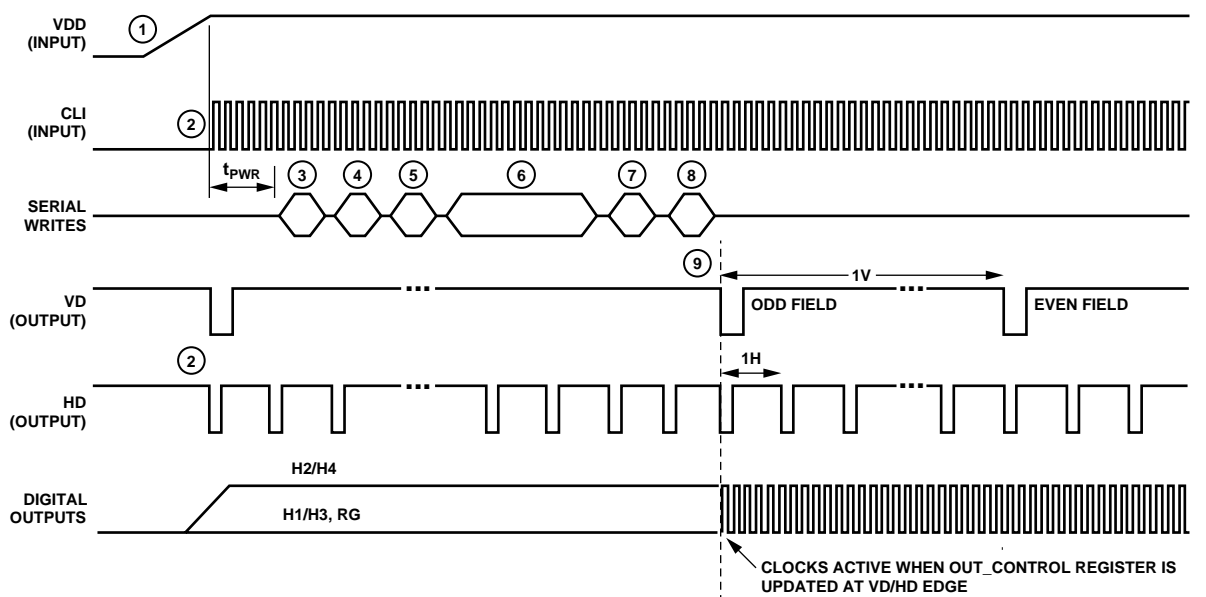 VDD
(INPUT)
1
CLI
(INPUT)
2
tPWR
3
4
5
6
7
8
SERIAL
WRITES
9
1V
VD
(OUTPUT)
ODD FIELD
EVEN FIELD
2
1H
HD
(OUTPUT)
H2/H4
DIGITAL
OUTPUTS
H1/H3, RG
CLOCKS ACTIVE WHEN OUT_CONTROL REGISTER IS
UPDATED AT VD/HD EDGE